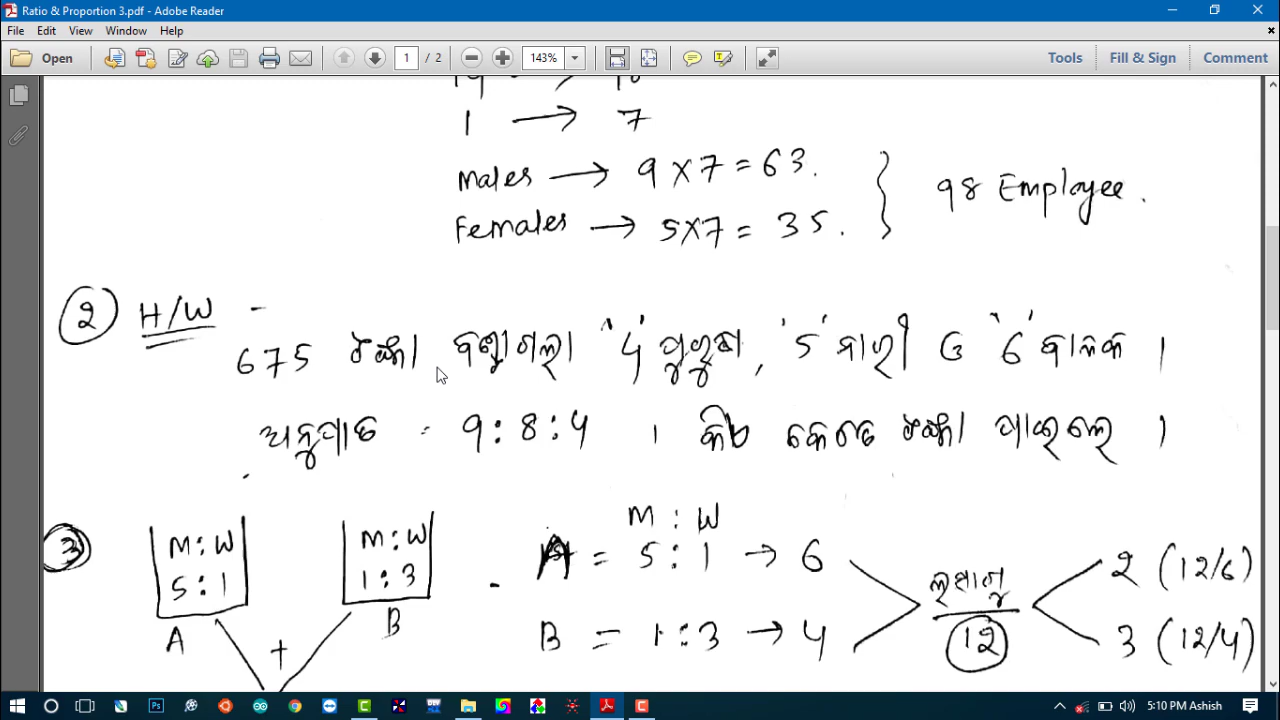 Ratio & Proportion 3.pdf - Adobe Reader
File Edit View Window Help
Open 1 / 2 143% Tools Fill & Sign Comment
1 → 7
Males → 9 x 7 = 63.
Females → 5x7 = 35.
98 Employee.
2 H/W -
675 ଟଙ୍କା ବଣ୍ଟାଗଲା '4' ପୁରୁଷ, '5' ନାରୀ ଓ '6' ବାଳକ ।
ଅନୁପାତ = 9:8:4 । କିଏ କେତେ ଟଙ୍କା ପାଇଲେ ।
3
M:W
5:1
A
+
M:W
1:3
B
M : W
A = 5 : 1 → 6
B = 1 : 3 → 4
ଲ୍ସାଗୁ
12
2 (12/6)
3 (12/4)
5:10 PM Ashish